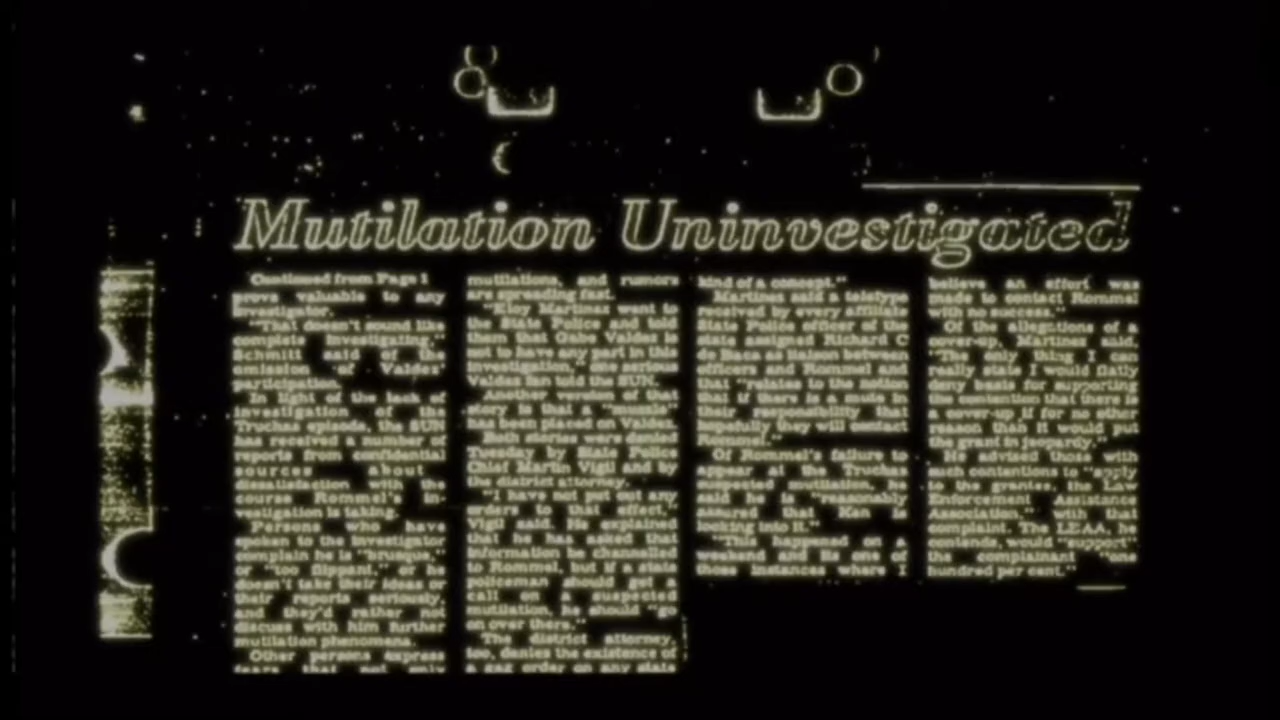 Mutilation Uninvestigated
Continued from Page 1
prove valuable to any
investigator.
"That doesn't sound like
complete investigating,"
Schmitt said of the
omission of Valdez'
participation.
In light of the lack of
investigation of the
Truchas episode, the SUN
has received a number of
reports from confidential
sources about
dissatisfaction with the
course Rommel's in-
vestigation is taking.
Persons who have
spoken to the investigator
complain he is "brusque,"
or "too flippant," or he
doesn't take their ideas or
their reports seriously,
and they'd rather not
discuss with him further
mutilation phenomena.
Other persons express
fears that not only
mutilations, and rumors
are spreading fast.
"Eloy Martinez went to
the State Police and told
them that Gabe Valdez is
not to have any part in this
investigation," one serious
Valdez fan told the SUN.
Another version of that
story is that a "muzzle"
has been placed on Valdez.
Both stories were denied
Tuesday by State Police
Chief Martin Vigil and by
the district attorney.
"I have not put out any
orders to that effect,"
Vigil said. He explained
that he has asked that
information be channelled
to Rommel, but if a state
policeman should get a
call on a suspected
mutilation, he should "go
on over there."
The district attorney,
too, denies the existence of
a gag order on any state
kind of a concept."
Martinez said a teletype
received by every affiliate
State Police officer of the
state assigned Richard C
de Baca as liaison between
officers and Rommel and
that "relates to the notion
that if there is a mute in
their responsibility that
hopefully they will contact
Rommel."
Of Rommel's failure to
appear at the Truchas
suspected mutilation, he
said he is "reasonably
assured that Man is
looking into it."
"This happened on a
weekend and its one of
those instances where I
believe an effort was
made to contact Rommel
with no success."
Of the allegations of a
cover-up, Martinez said,
"The only thing I can
really state I would flatly
deny basis for supporting
the contention that there is
a cover-up if for no other
reason than it would put
the grant in jeopardy."
He advised those with
such contentions to "apply
to the grantee, the Law
Enforcement Assistance
Association," with that
complaint. The LEAA, he
contends, would "support"
the complainant "one
hundred per cent."